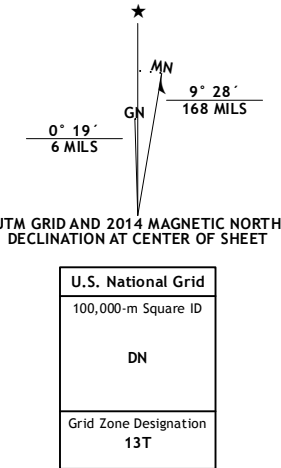 MN
GN
9° 28´
168 MILS
0° 19´
6 MILS
UTM GRID AND 2014 MAGNETIC NORTH
DECLINATION AT CENTER OF SHEET
U.S. National Grid
100,000-m Square ID
DN
Grid Zone Designation
13T